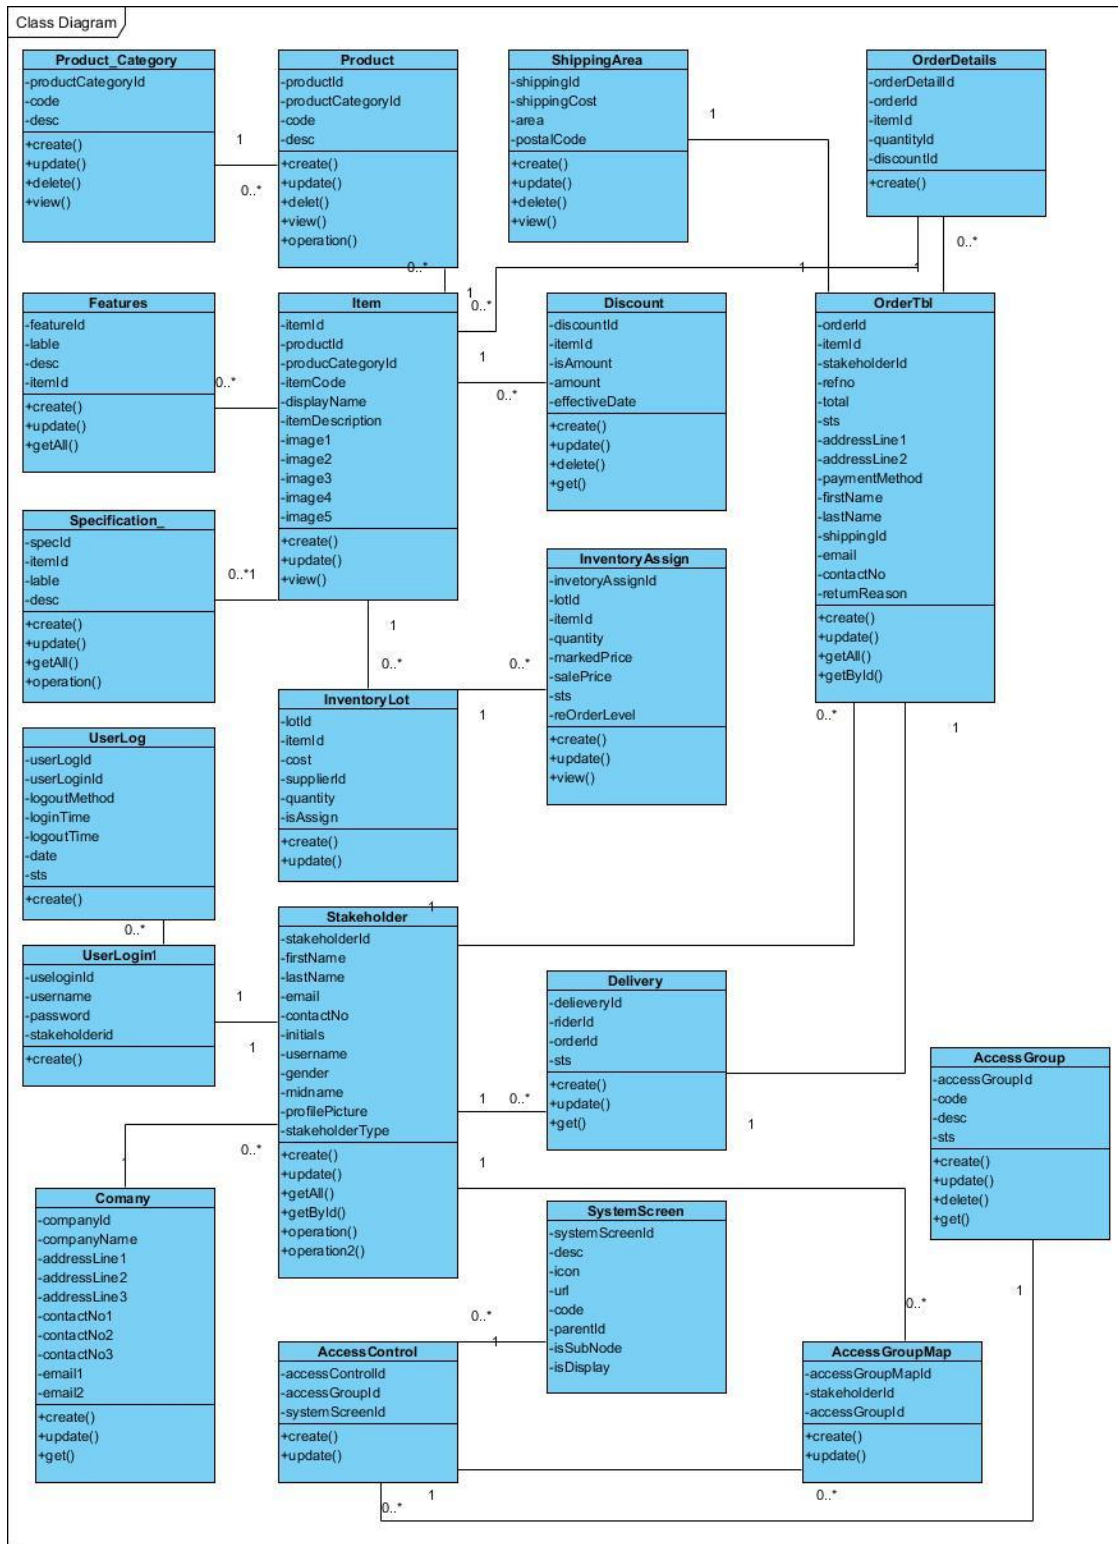 Class Diagram
Product_Category
-productCategoryId
-code
-desc
+create()
+update()
+delete()
+view()
1
0..*
Product
-productId
-productCategoryId
-code
-desc
+create()
+update()
+delet()
+view()
+operation()
0..*
1
ShippingArea
-shippingId
-shippingCost
-area
-postalCode
+create()
+update()
+delete()
+view()
1
1
OrderDetails
-orderDetailId
-orderId
-itemId
-quantityId
-discountId
+create()
0..*
1
0..*
Features
-featureId
-lable
-desc
-itemId
+create()
+update()
+getAll()
0..*
Item
-itemId
-productId
-producCategoryId
-itemCode
-displayName
-itemDescription
-image1
-image2
-image3
-image4
-image5
+create()
+update()
+view()
1
0..*
Discount
-discountId
-itemId
-isAmount
-amount
-effectiveDate
+create()
+update()
+delete()
+get()
OrderTbl
-orderId
-itemId
-stakeholderId
-refno
-total
-sts
-addressLine1
-addressLine2
-paymentMethod
-firstName
-lastName
-shippingId
-email
-contactNo
-returnReason
+create()
+update()
+getAll()
+getById()
0..*
1
Specification_
-specId
-itemId
-lable
-desc
+create()
+update()
+getAll()
+operation()
0..*1
1
0..*
InventoryAssign
-invetoryAssignId
-lotId
-itemId
-quantity
-markedPrice
-salePrice
-sts
-reOrderLevel
+create()
+update()
+view()
0..*
1
InventoryLot
-lotId
-itemId
-cost
-supplierId
-quantity
-isAssign
+create()
+update()
UserLog
-userLogId
-userLoginId
-logoutMethod
-loginTime
-logoutTime
-date
-sts
+create()
0..*
UserLogin1
-useloginId
-username
-password
-stakeholderid
+create()
1
1
Stakeholder
-stakeholderId
-firstName
-lastName
-email
-contactNo
-initials
-username
-gender
-midname
-profilePicture
-stakeholderType
+create()
+update()
+getAll()
+getById()
+operation()
+operation2()
1
1
0..*
1
Delivery
-delieveryId
-riderId
-orderId
-sts
+create()
+update()
+get()
1
AccessGroup
-accessGroupId
-code
-desc
-sts
+create()
+update()
+delete()
+get()
1
0..*
1
Comany
-companyId
-companyName
-addressLine1
-addressLine2
-addressLine3
-contactNo1
-contactNo2
-contactNo3
-email1
-email2
+create()
+update()
+get()
SystemScreen
-systemScreenId
-desc
-icon
-url
-code
-parentId
-isSubNode
-isDisplay
0..*
1
AccessControl
-accessControlId
-accessGroupId
-systemScreenId
+create()
+update()
1
0..*
0..*
0..*
AccessGroupMap
-accessGroupMapId
-stakeholderId
-accessGroupId
+create()
+update()